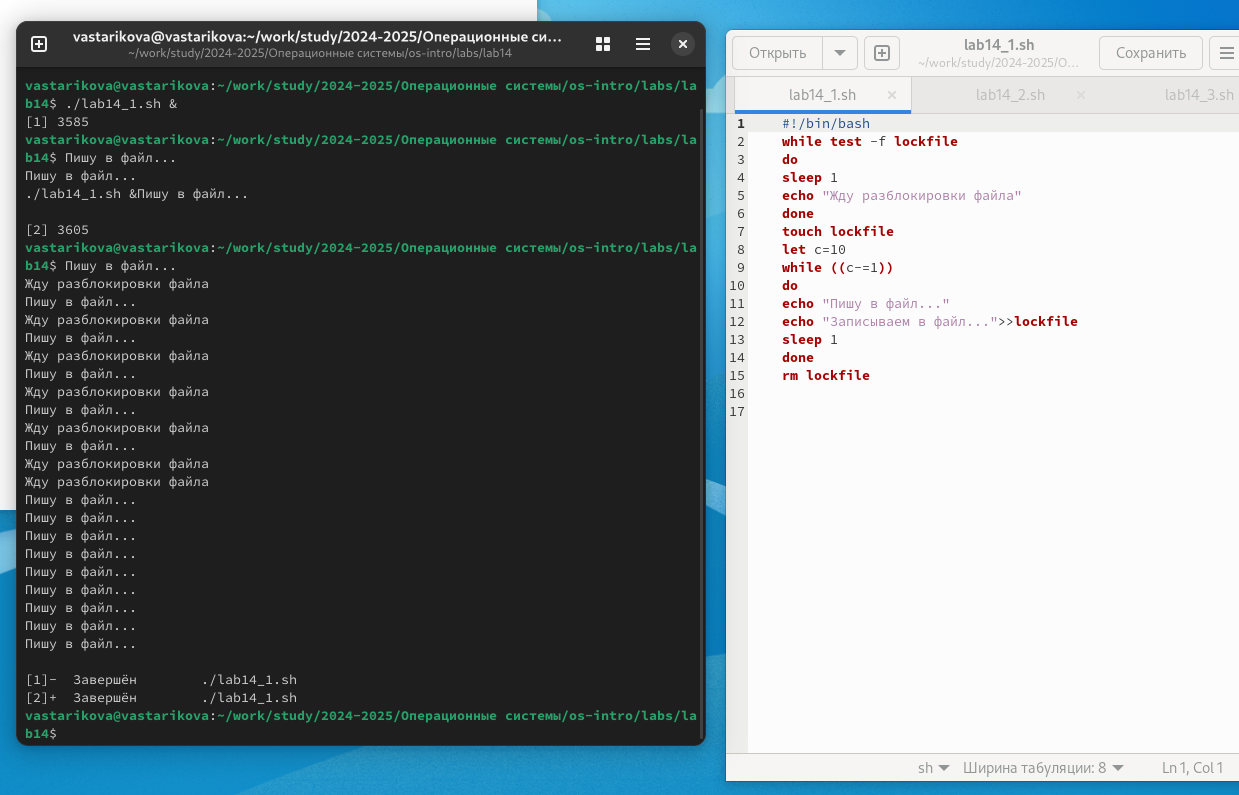 vastarikova@vastarikova:~/work/study/2024-2025/Операционные си…
~/work/study/2024-2025/Операционные системы/os-intro/labs/lab14
vastarikova@vastarikova:~/work/study/2024-2025/Операционные системы/os-intro/labs/la
b14$ ./lab14_1.sh &
[1] 3585
vastarikova@vastarikova:~/work/study/2024-2025/Операционные системы/os-intro/labs/la
b14$ Пишу в файл...
Пишу в файл...
./lab14_1.sh &Пишу в файл...
[2] 3605
vastarikova@vastarikova:~/work/study/2024-2025/Операционные системы/os-intro/labs/la
b14$ Пишу в файл...
Жду разблокировки файла
Пишу в файл...
Жду разблокировки файла
Пишу в файл...
Жду разблокировки файла
Пишу в файл...
Жду разблокировки файла
Пишу в файл...
Жду разблокировки файла
Пишу в файл...
Жду разблокировки файла
Жду разблокировки файла
Пишу в файл...
Пишу в файл...
Пишу в файл...
Пишу в файл...
Пишу в файл...
Пишу в файл...
Пишу в файл...
Пишу в файл...
Пишу в файл...
[1]-  Завершён        ./lab14_1.sh
[2]+  Завершён        ./lab14_1.sh
vastarikova@vastarikova:~/work/study/2024-2025/Операционные системы/os-intro/labs/la
b14$
Открыть
lab14_1.sh
~/work/study/2024-2025/О…
Сохранить
lab14_1.sh
lab14_2.sh
lab14_3.sh
1 #!/bin/bash
2 while test -f lockfile
3 do
4 sleep 1
5 echo "Жду разблокировки файла"
6 done
7 touch lockfile
8 let c=10
9 while ((c-=1))
10 do
11 echo "Пишу в файл..."
12 echo "Записываем в файл...">>lockfile
13 sleep 1
14 done
15 rm lockfile
16
17
sh
Ширина табуляции: 8
Ln 1, Col 1